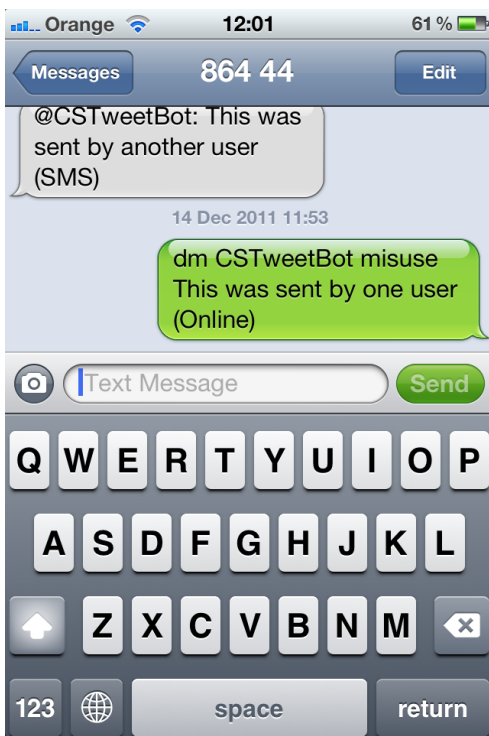 Orange 12:01 61 %
Messages 864 44 Edit
@CSTweetBot: This was
sent by another user
(SMS)
14 Dec 2011 11:53
dm CSTweetBot misuse
This was sent by one user
(Online)
Text Message Send
Q W E R T Y U I O P
A S D F G H J K L
Z X C V B N M
123 space return